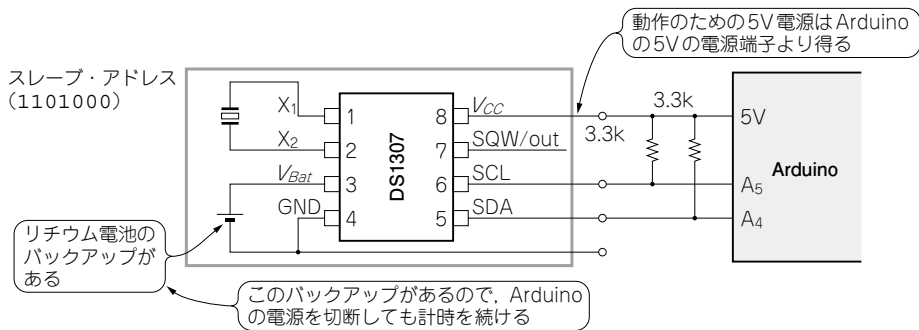 動作のための5V電源はArduino
の5Vの電源端子より得る
スレーブ・アドレス
(1101000)
X1
X2
VBat
GND
1
2
3
4
DS1307
8
7
6
5
VCC
SQW/out
SCL
SDA
3.3k
3.3k
5V
A5
A4
Arduino
リチウム電池の
バックアップが
ある
このバックアップがあるので，Arduino
の電源を切断しても計時を続ける